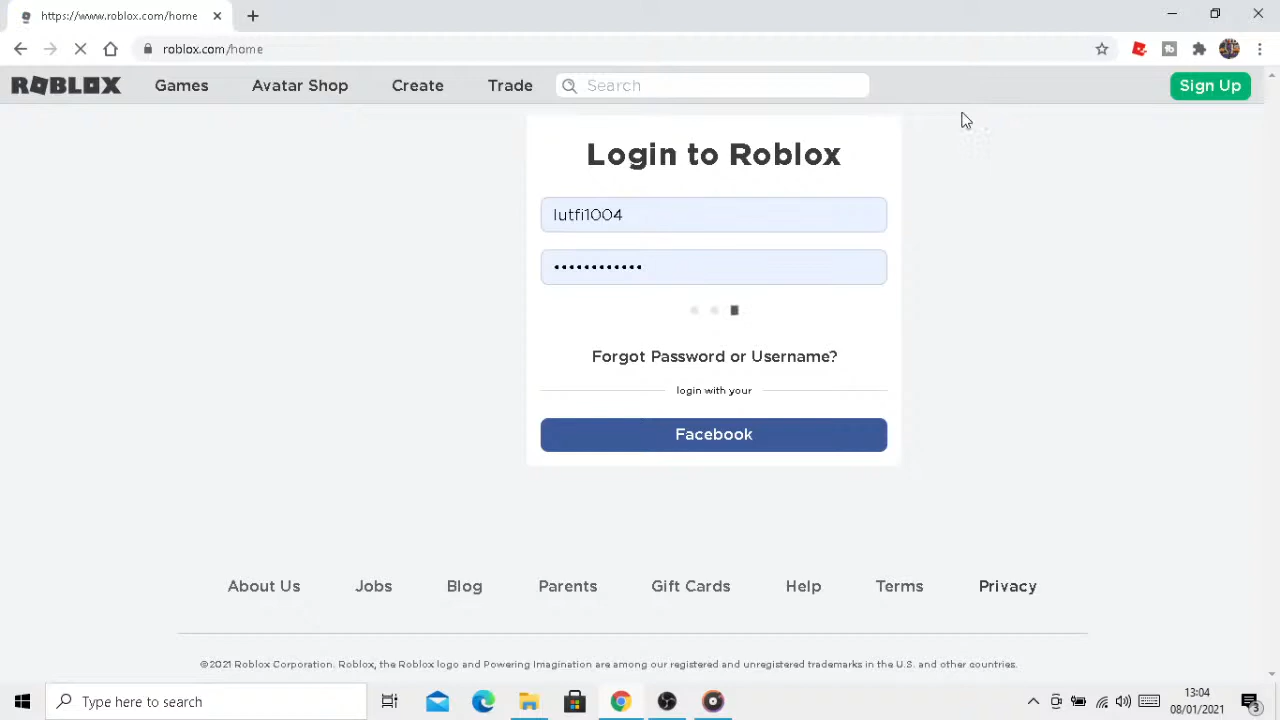 https://www.roblox.com/home
roblox.com/home
ROBLOX Games Avatar Shop Create Trade Search Sign Up
Login to Roblox
lutfi1004
Forgot Password or Username?
login with your
Facebook
About Us Jobs Blog Parents Gift Cards Help Terms Privacy
©2021 Roblox Corporation. Roblox, the Roblox logo and Powering Imagination are among our registered and unregistered trademarks in the U.S. and other countries.
Type here to search
13:04
08/01/2021
3